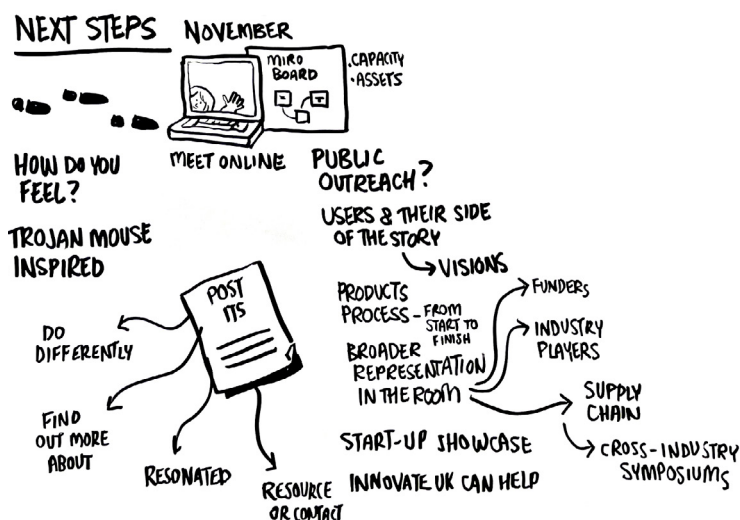 NEXT STEPS
NOVEMBER
MIRO
BOARD
.CAPACITY
.ASSETS
MEET ONLINE
HOW DO YOU
FEEL?
TROJAN MOUSE
INSPIRED
POST
ITS
DO
DIFFERENTLY
FIND
OUT MORE
ABOUT
RESONATED
RESOURCE
OR CONTACT
PUBLIC
OUTREACH?
USERS & THEIR SIDE
OF THE STORY
VISIONS
PRODUCTS
PROCESS - FROM
START TO
FINISH
BROADER
REPRESENTATION
IN THE ROOM
FUNDERS
INDUSTRY
PLAYERS
SUPPLY
CHAIN
CROSS-INDUSTRY
SYMPOSIUMS
START-UP SHOWCASE
INNOVATE UK CAN HELP